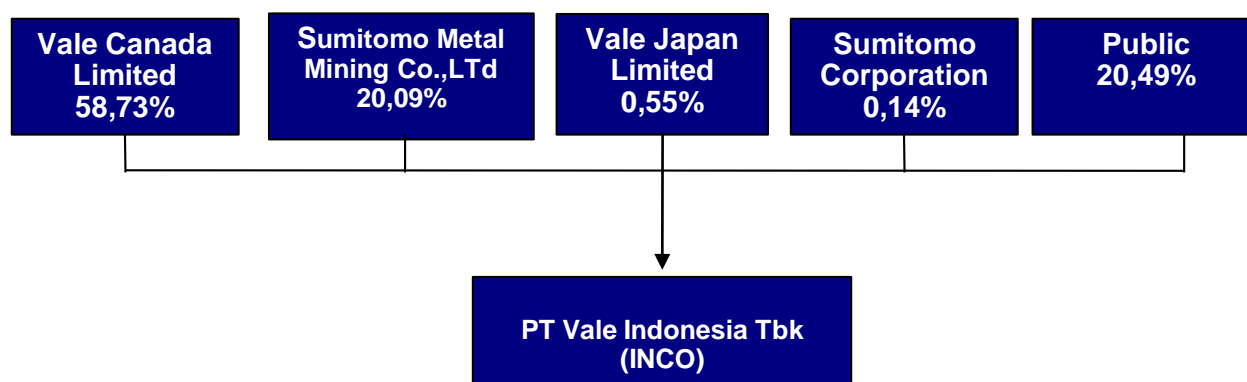 Vale Canada
Limited
58,73%
Sumitomo Metal
Mining Co.,LTd
20,09%
Vale Japan
Limited
0,55%
Sumitomo
Corporation
0,14%
Public
20,49%
PT Vale Indonesia Tbk
(INCO)